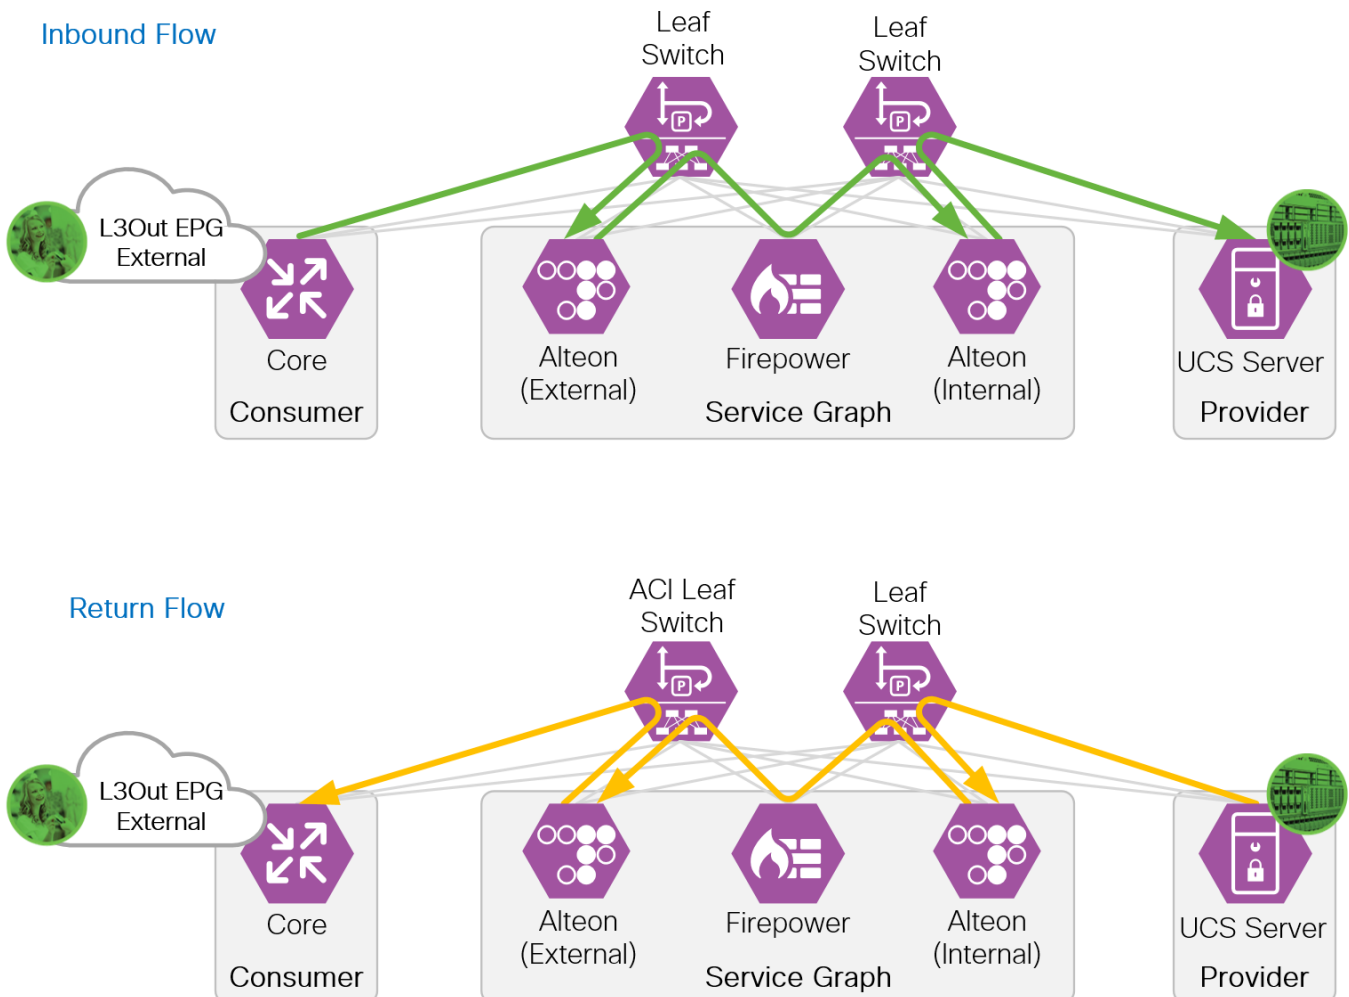 Inbound Flow
Leaf
Switch
Leaf
Switch
P
P
L3Out EPG
External
Core
Consumer
Alteon
(External)
Firepower
Alteon
(Internal)
Service Graph
UCS Server
Provider
Return Flow
ACI Leaf
Switch
Leaf
Switch
P
P
L3Out EPG
External
Core
Consumer
Alteon
(External)
Firepower
Alteon
(Internal)
Service Graph
UCS Server
Provider